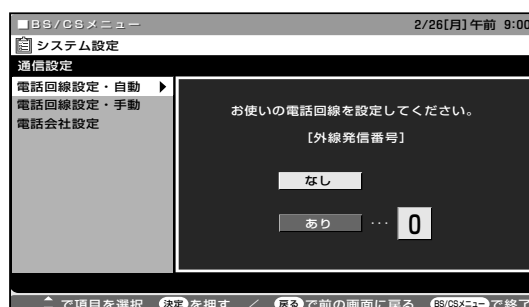 ■BS/CSメニュー 2/26[月]午前 9:00
システム設定
通信設定
電話回線設定・自動 ▶
電話回線設定・手動
電話会社設定
お使いの電話回線を設定してください。
[外線発信番号]
なし
あり … 0
で項目を選択 決定を押す / 戻るで前の画面に戻る BS/CSメニューで終了